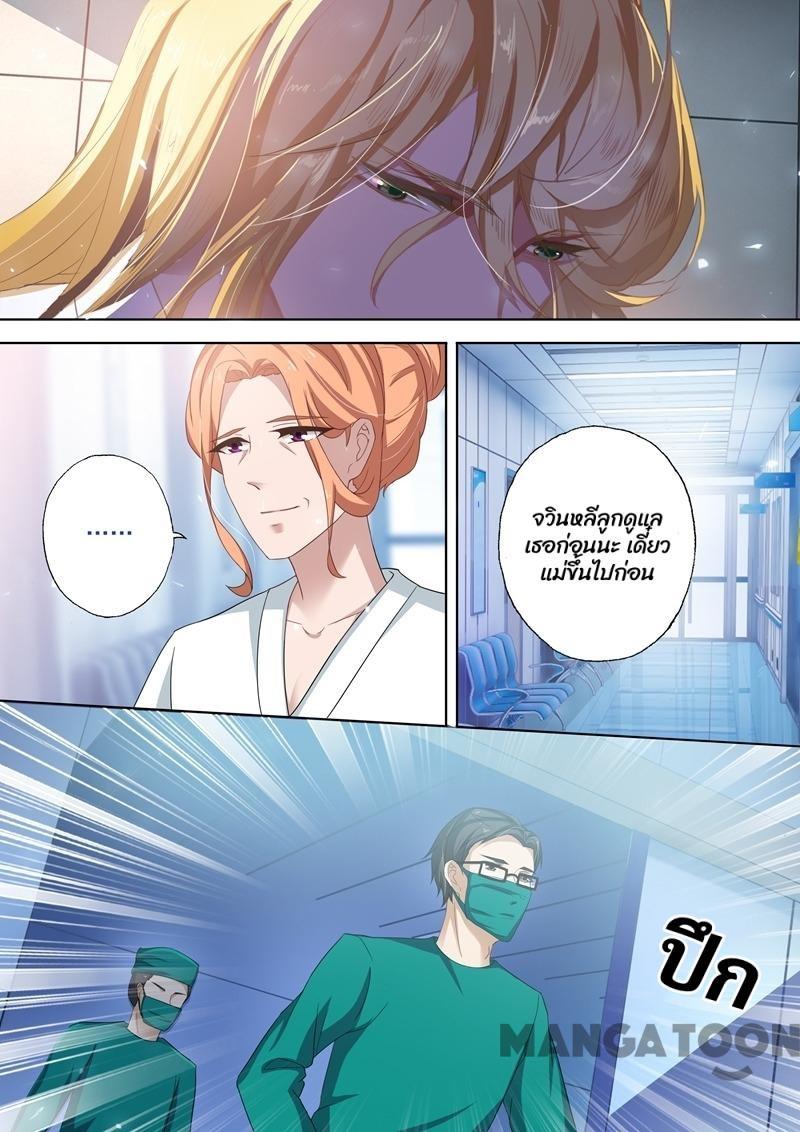 ......
จวินหลีลูกดูแล
เธอก่อนนะ เดี๋ยว
แม่ขึ้นไปก่อน
ปึก
MANGATOON